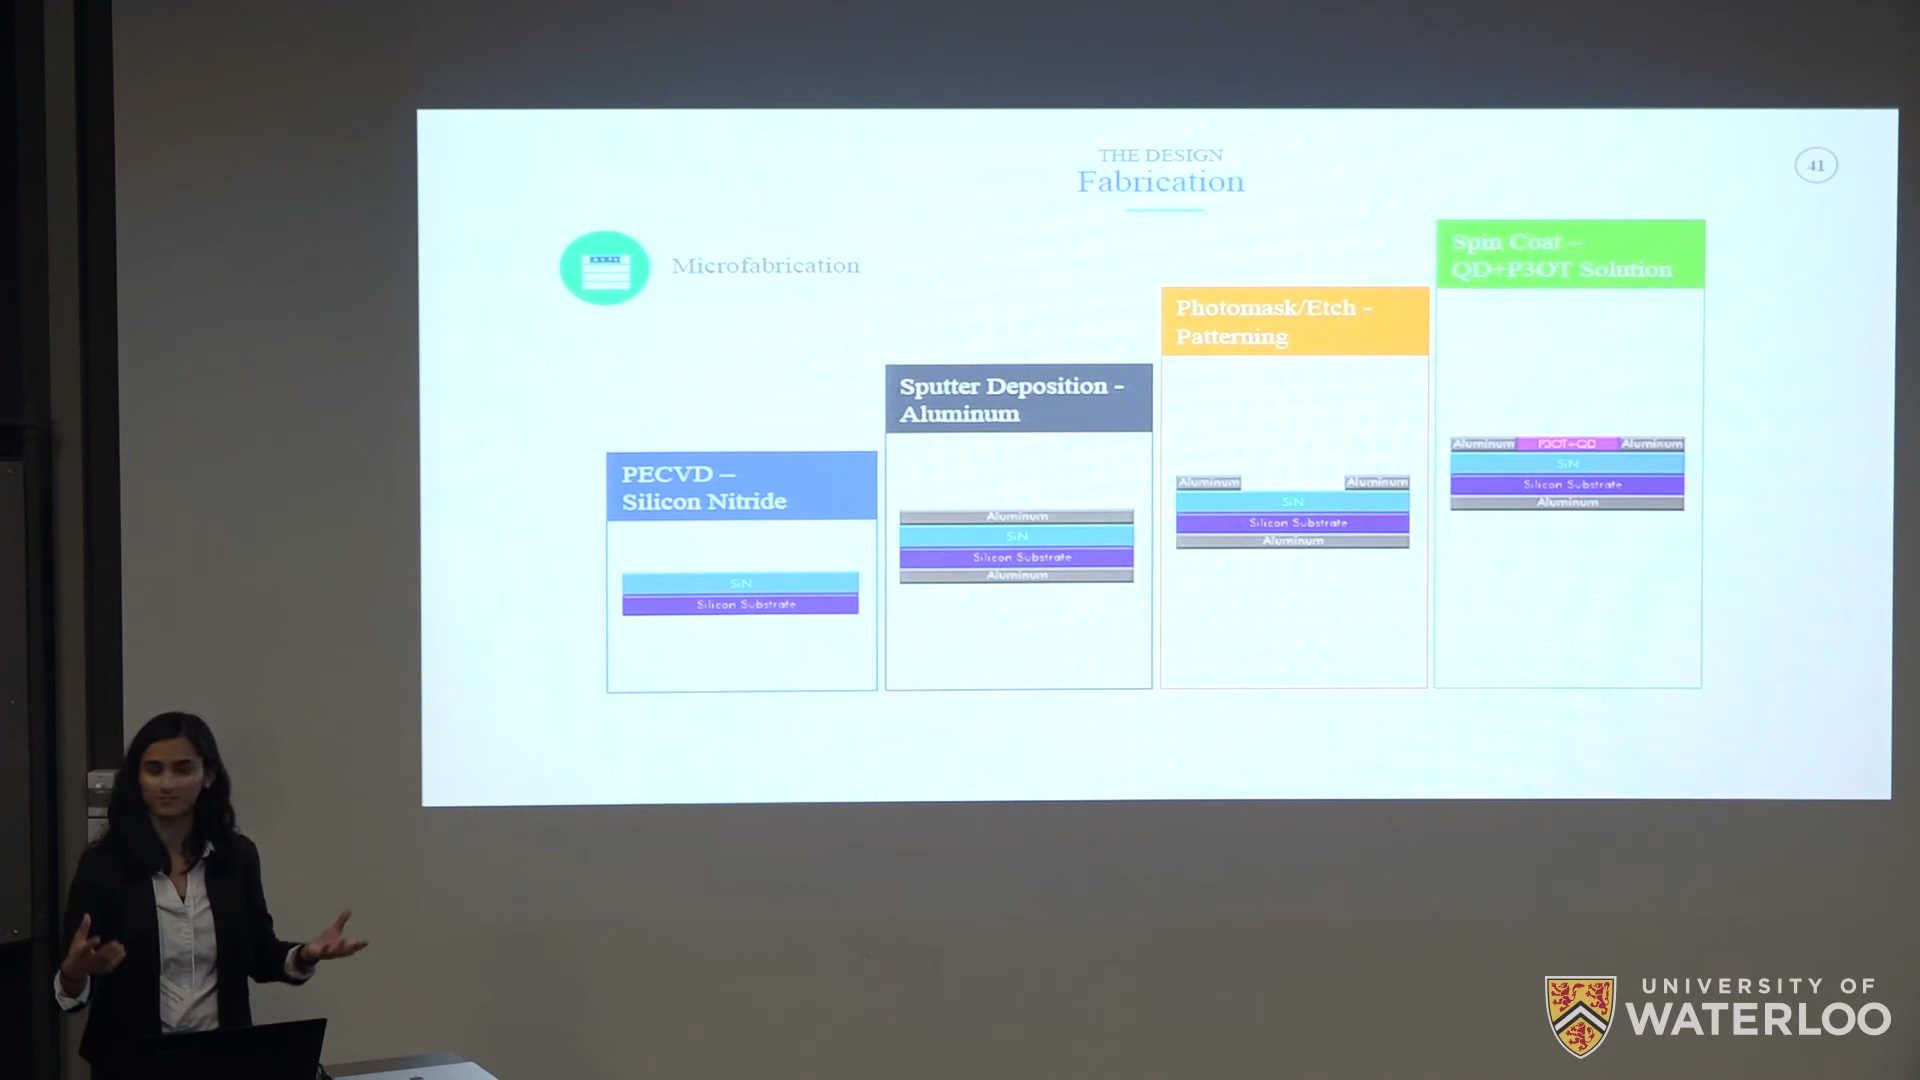 THE DESIGN
Fabrication
41
Microfabrication
PECVD –
Silicon Nitride
SiN
Silicon Substrate
Sputter Deposition -
Aluminum
Aluminum
SiN
Silicon Substrate
Aluminum
Photomask/Etch -
Patterning
Aluminum Aluminum
SiN
Silicon Substrate
Aluminum
Spin Coat –
QD+P3OT Solution
Aluminum P3OT+QD Aluminum
SiN
Silicon Substrate
Aluminum
UNIVERSITY OF
WATERLOO